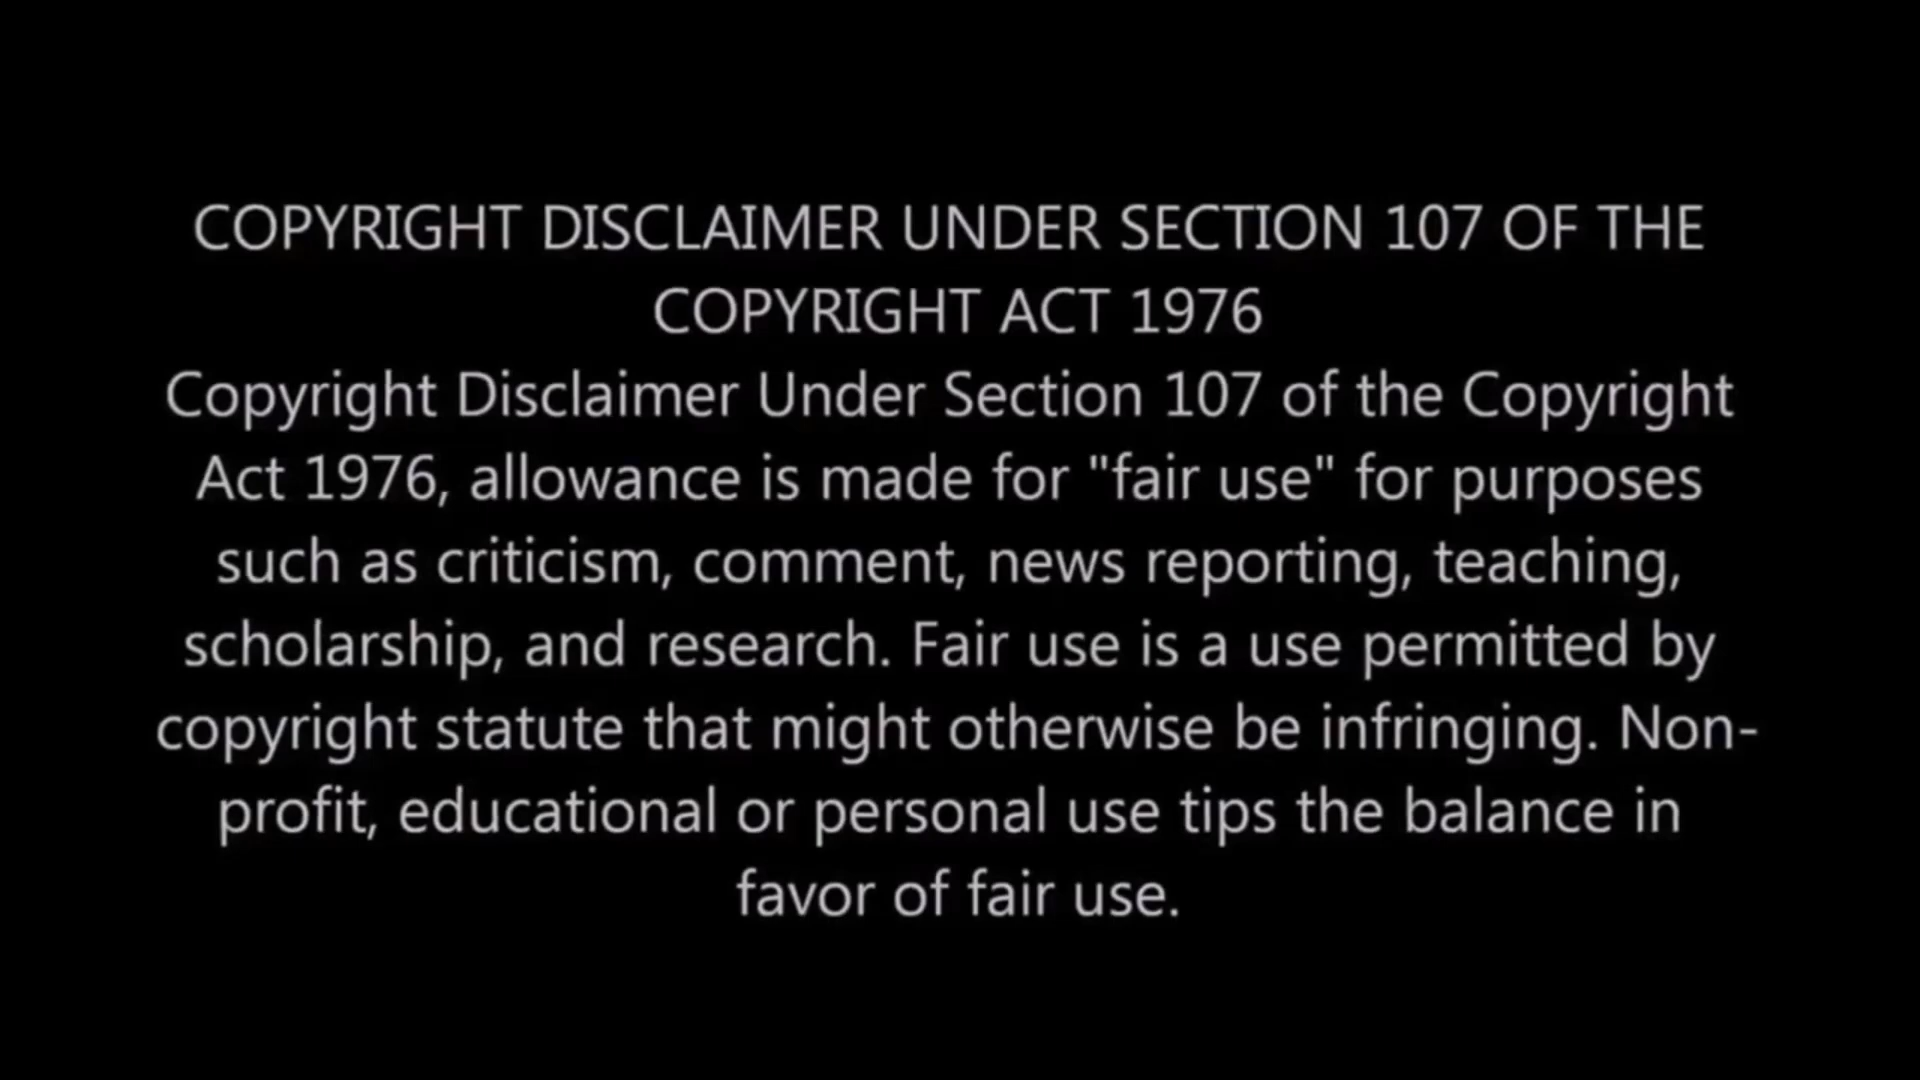 COPYRIGHT DISCLAIMER UNDER SECTION 107 OF THE
COPYRIGHT ACT 1976
Copyright Disclaimer Under Section 107 of the Copyright
Act 1976, allowance is made for "fair use" for purposes
such as criticism, comment, news reporting, teaching,
scholarship, and research. Fair use is a use permitted by
copyright statute that might otherwise be infringing. Non-
profit, educational or personal use tips the balance in
favor of fair use.